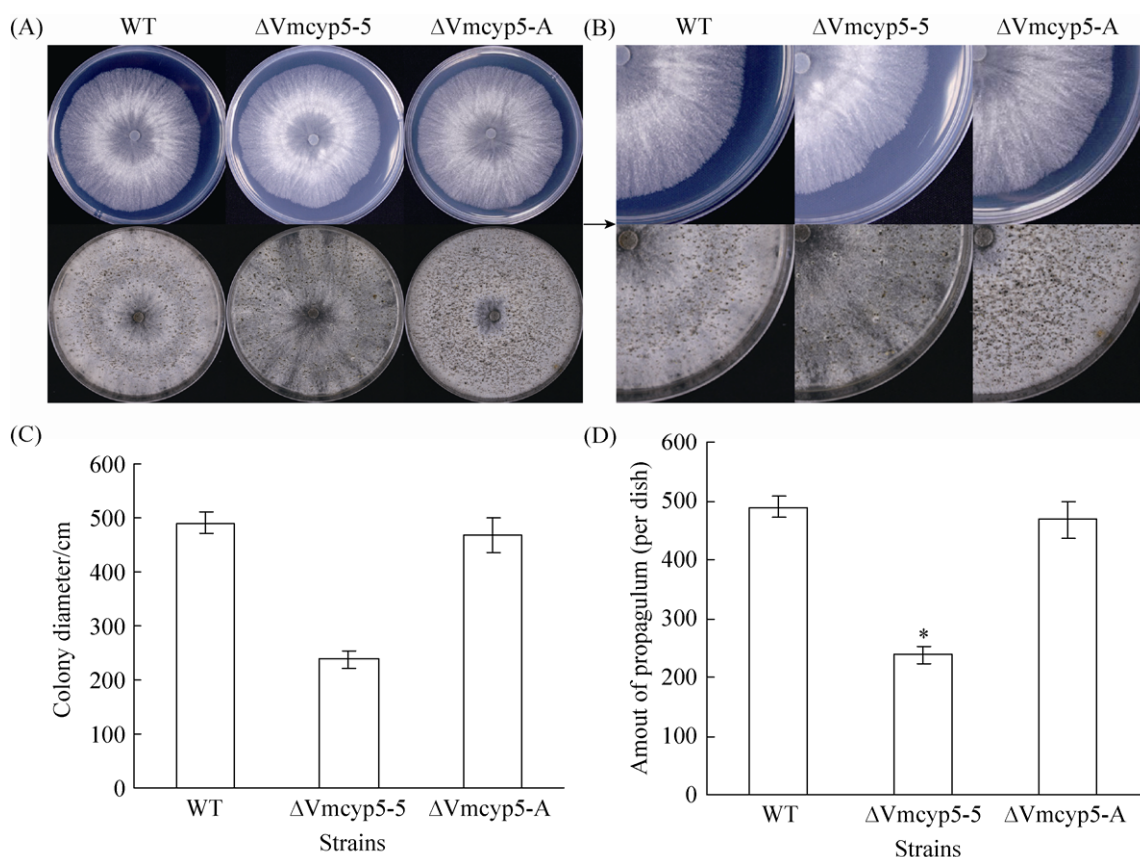 (A) WT ΔVmcyp5-5 ΔVmcyp5-A
(B) WT ΔVmcyp5-5 ΔVmcyp5-A
(C)
Colony diameter/cm
600
500
400
300
200
100
0
WT ΔVmcyp5-5 ΔVmcyp5-A
Strains
(D)
Amout of propagulum (per dish)
600
500
400
300
200
100
0
*
WT ΔVmcyp5-5 ΔVmcyp5-A
Strains